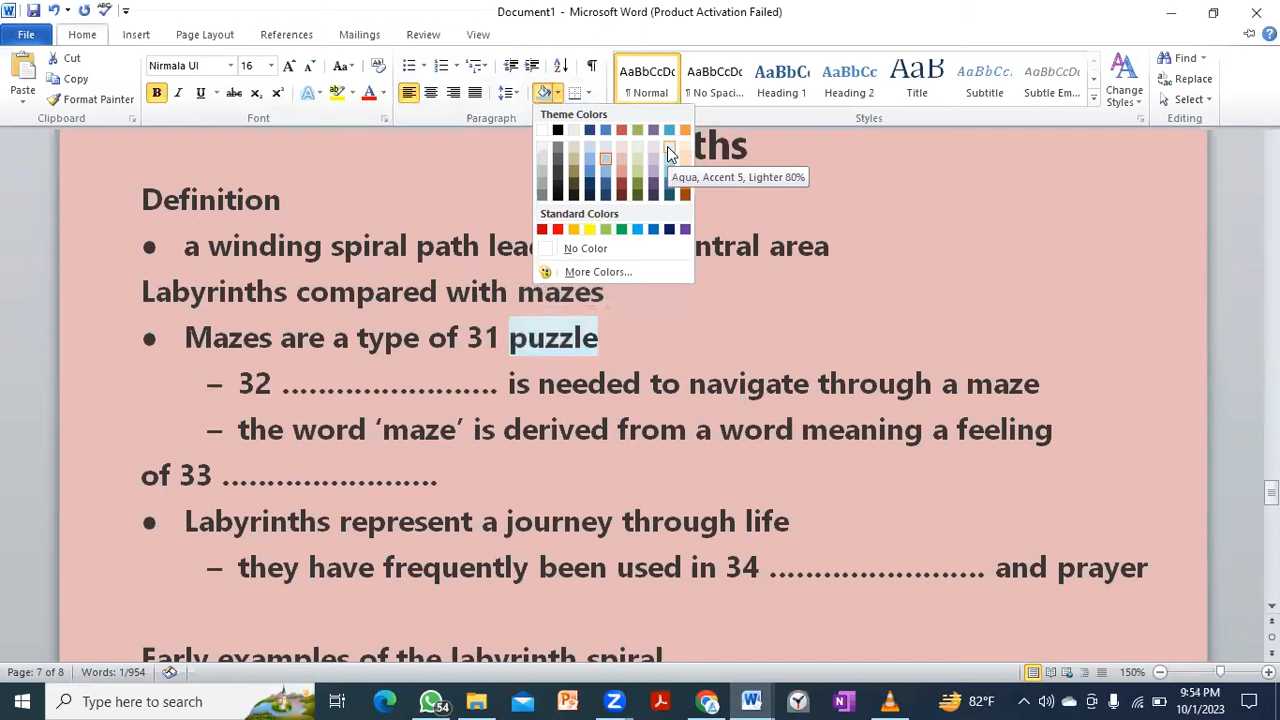 Document1 - Microsoft Word (Product Activation Failed)
File Home Insert Page Layout References Mailings Review View
Paste
Cut
Copy
Format Painter
Clipboard
Nirmala UI 16
B I U abc
Font
Paragraph
AaBbCcDc
¶ Normal
AaBbCcDc
¶ No Spaci...
AaBbCc
Heading 1
AaBbCc
Heading 2
AaB
Title
AaBbCc.
Subtitle
AaBbCcDc
Subtle Em...
Change
Styles
Styles
Find
Replace
Select
Editing
Theme Colors
Aqua, Accent 5, Lighter 80%
Standard Colors
No Color
More Colors...
ths
Definition
● a winding spiral path lea ntral area
Labyrinths compared with mazes
● Mazes are a type of 31 puzzle
– 32 ........................ is needed to navigate through a maze
– the word ‘maze’ is derived from a word meaning a feeling
of 33 ........................
● Labyrinths represent a journey through life
– they have frequently been used in 34 ........................ and prayer
Early examples of the labyrinth spiral
Page: 7 of 8 Words: 1/954 150%
Type here to search
54
82°F
9:54 PM
10/1/2023